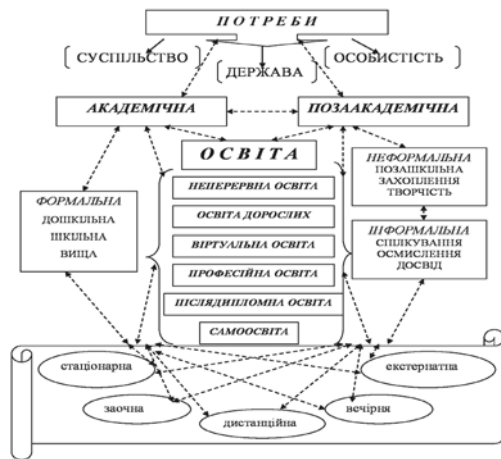 ПОТРЕБИ
СУСПІЛЬСТВО
ДЕРЖАВА
ОСОБИСТІСТЬ
АКАДЕМІЧНА
ПОЗААКАДЕМІЧНА
ОСВІТА
НЕПЕРЕРВНА ОСВІТА
ОСВІТА ДОРОСЛИХ
ВІРТУАЛЬНА ОСВІТА
ПРОФЕСІЙНА ОСВІТА
ПІСЛЯДИПЛОМНА ОСВІТА
САМООСВІТА
ФОРМАЛЬНА
ДОШКІЛЬНА
ШКІЛЬНА
ВИЩА
НЕФОРМАЛЬНА
ПОЗАШКІЛЬНА
ЗАХОПЛЕННЯ
ТВОРЧІСТЬ
ІНФОРМАЛЬНА
СПІЛКУВАННЯ
ОСМИСЛЕННЯ
ДОСВІД
стаціонарна
екстернатна
заочна
вечірня
дистанційна